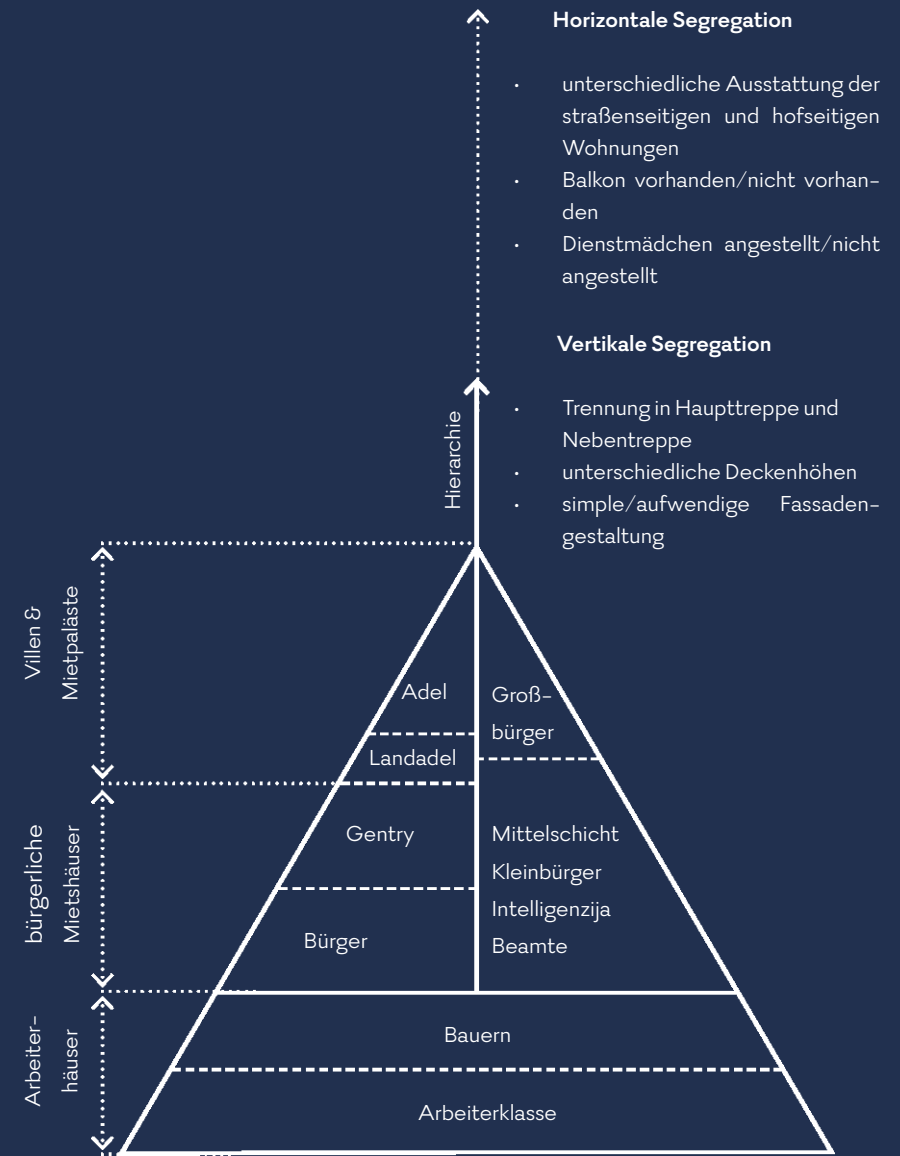 Horizontale Segregation
· unterschiedliche Ausstattung der
straßenseitigen und hofseitigen
Wohnungen
· Balkon vorhanden/nicht vorhan-
den
· Dienstmädchen angestellt/nicht
angestellt
Vertikale Segregation
· Trennung in Haupttreppe und
Nebentreppe
· unterschiedliche Deckenhöhen
· simple/aufwendige Fassaden-
gestaltung
Hierarchie
Villen &
Mietpaläste
bürgerliche
Mietshäuser
Arbeiter-
häuser
Adel
Landadel
Gentry
Bürger
Groß-
bürger
Mittelschicht
Kleinbürger
Intelligenzija
Beamte
Bauern
Arbeiterklasse